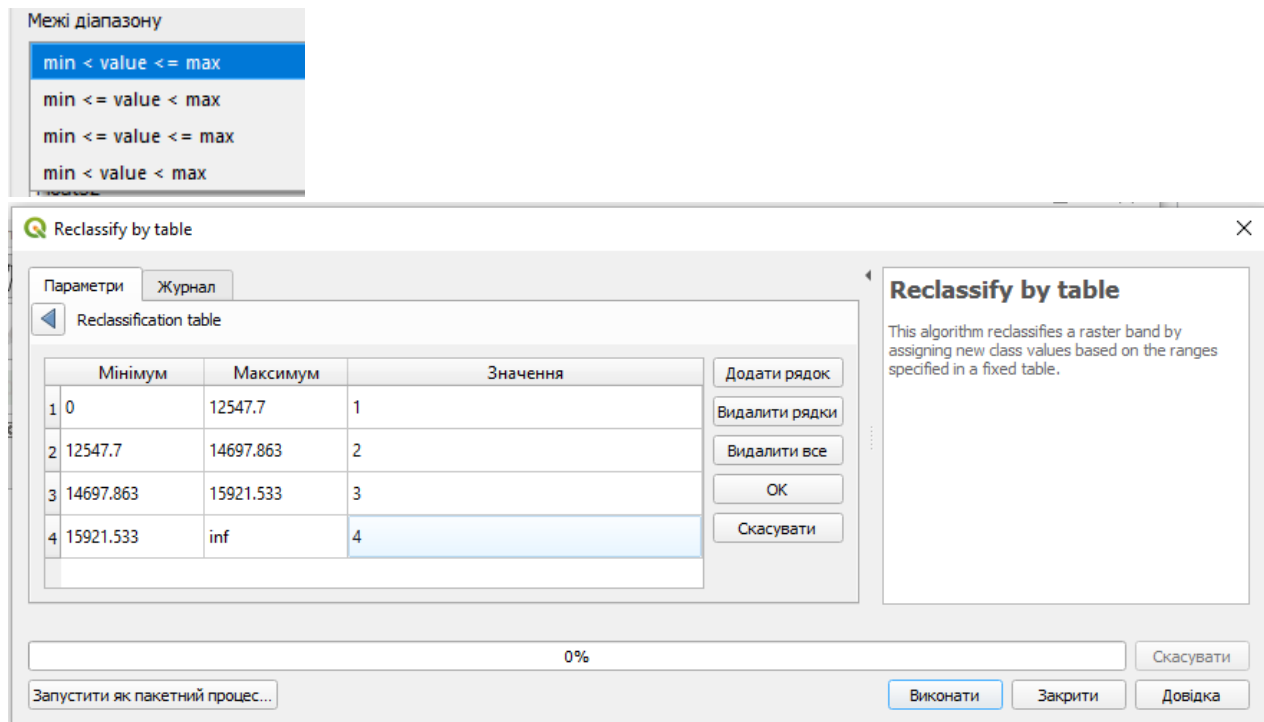 Межі діапазону
min < value <= max
min <= value < max
min <= value <= max
min < value < max
Reclassify by table
Параметри Журнал
Reclassification table
Мінімум Максимум Значення
1 0 12547.7 1
2 12547.7 14697.863 2
3 14697.863 15921.533 3
4 15921.533 inf 4
Додати рядок
Видалити рядки
Видалити все
OK
Скасувати
Reclassify by table
This algorithm reclassifies a raster band by
assigning new class values based on the ranges
specified in a fixed table.
0%
Скасувати
Запустити як пакетний процес...
Виконати Закрити Довідка